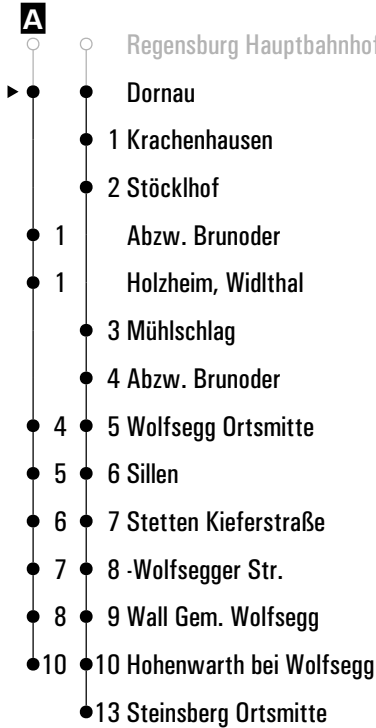 A
Regensburg Hauptbahnhof
Dornau
1 Krachenhausen
2 Stöcklhof
1 Abzw. Brunoder
1 Holzheim, Widlthal
3 Mühlschlag
4 Abzw. Brunoder
4 5 Wolfsegg Ortsmitte
5 6 Sillen
6 7 Stetten Kieferstraße
7 8 -Wolfsegger Str.
8 9 Wall Gem. Wolfsegg
10 10 Hohenwarth bei Wolfsegg
13 Steinsberg Ortsmitte